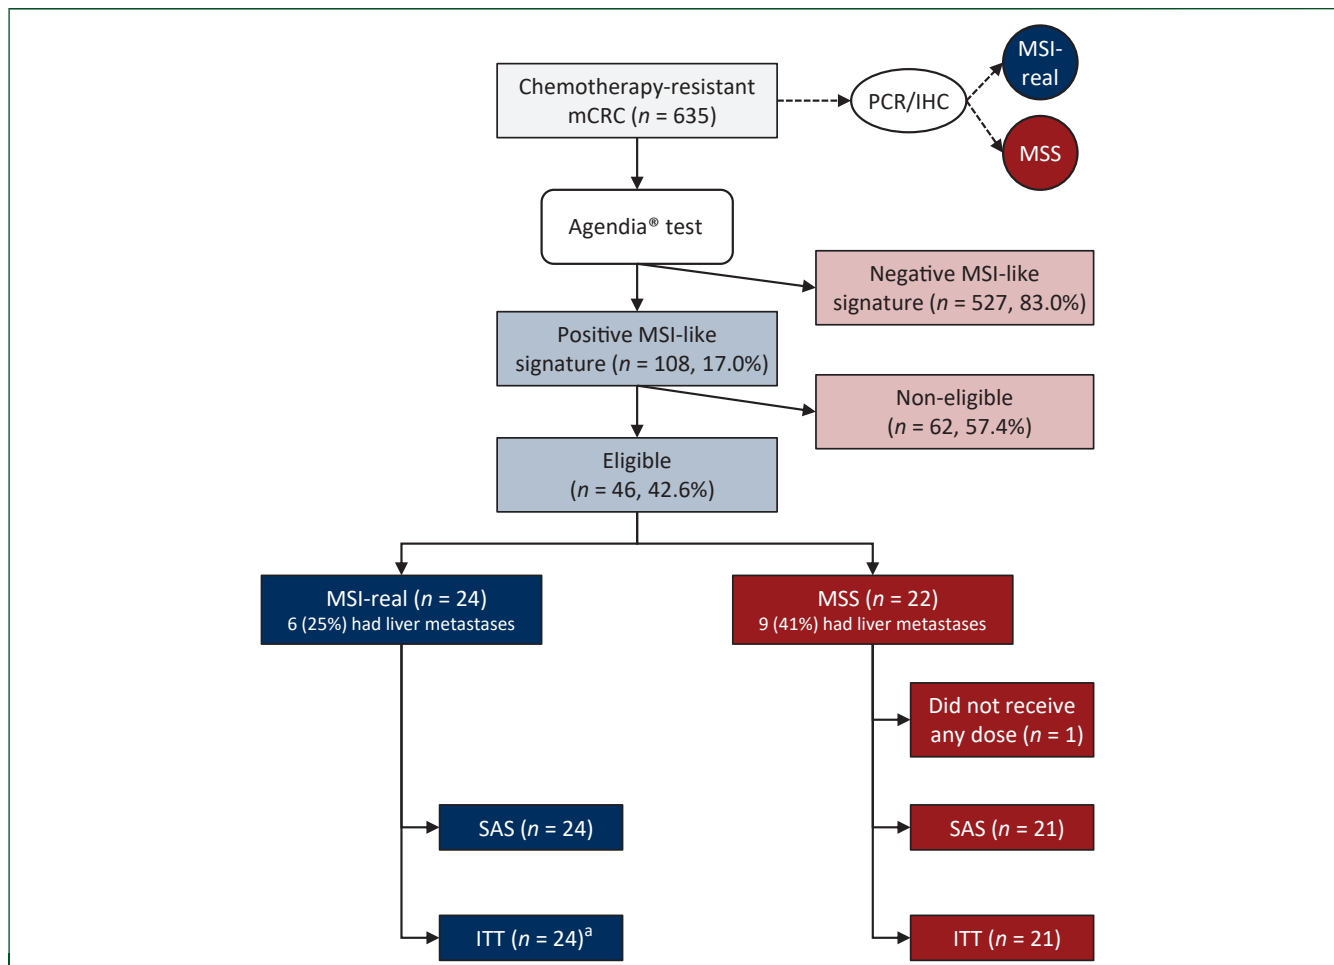 Chemotherapy-resistant
mCRC (n = 635)
PCR/IHC
MSI-
real
MSS
Agendia® test
Negative MSI-like
signature (n = 527, 83.0%)
Positive MSI-like
signature (n = 108, 17.0%)
Non-eligible
(n = 62, 57.4%)
Eligible
(n = 46, 42.6%)
MSI-real (n = 24)
6 (25%) had liver metastases
MSS (n = 22)
9 (41%) had liver metastases
Did not receive
any dose (n = 1)
SAS (n = 24)
SAS (n = 21)
ITT (n = 24)a
ITT (n = 21)